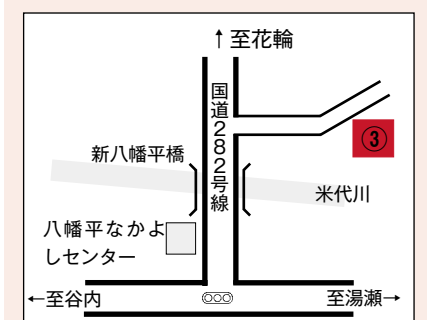 ↑至花輪
国道282号線
③
新八幡平橋
米代川
八幡平なかよ
しセンター
←至谷内
至湯瀬→